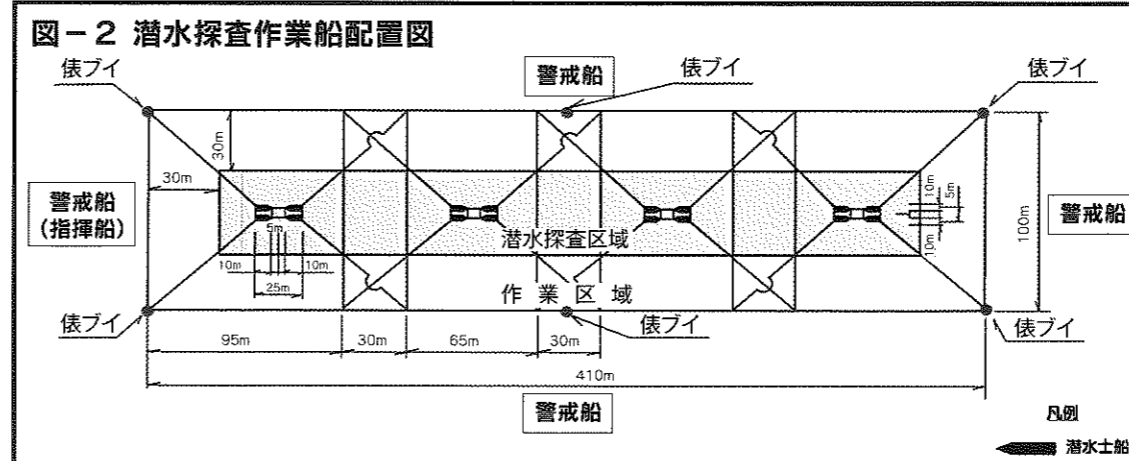 図－2 潜水探査作業船配置図
俵ブイ
警戒船
俵ブイ
俵ブイ
30m
30m
警戒船
（指揮船）
10m
5m
10m
100m
警戒船
5m
10m
10m
25m
潜水探査区域
作業区域
俵ブイ
俵ブイ
俵ブイ
95m
30m
65m
30m
410m
警戒船
凡例
潜水士船